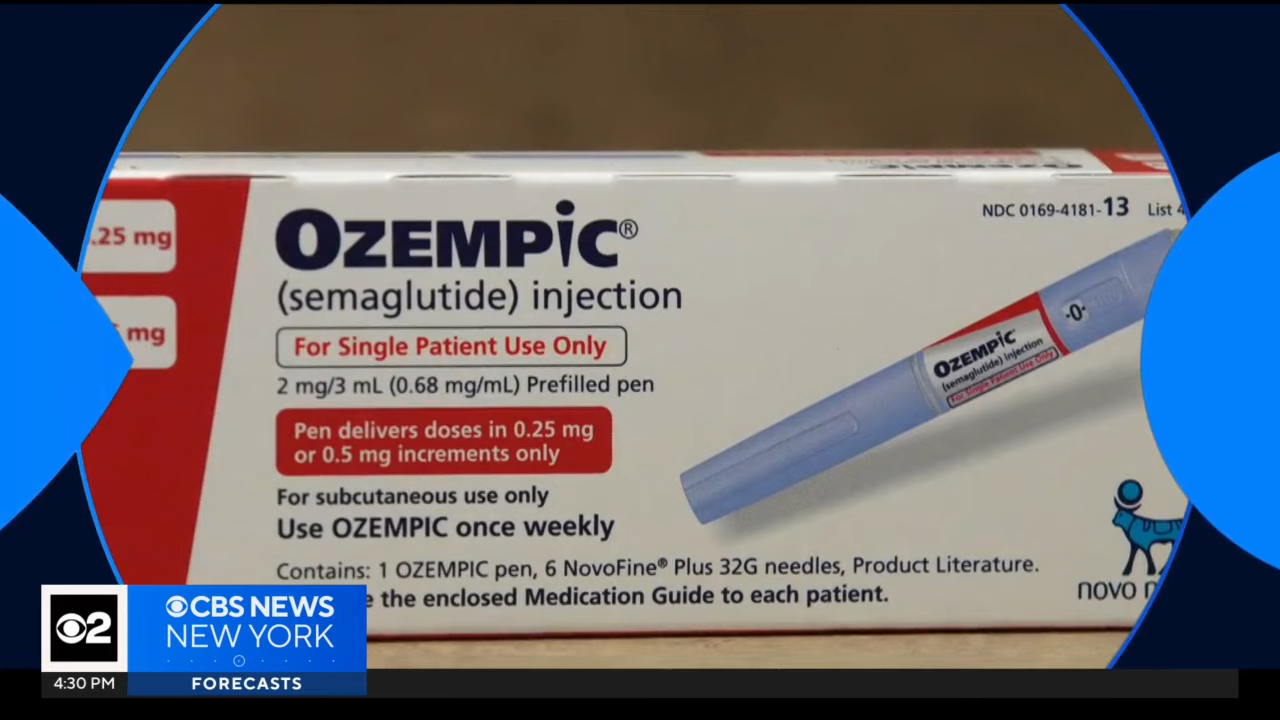 OZEMPIC
NDC 0169-4181-13 List 4
.25 mg
OZEMPiC®
(semaglutide) injection
mg
For Single Patient Use Only
2 mg/3 mL (0.68 mg/mL) Prefilled pen
-0-
OZEMPiC
(semaglutide) injection
For Single Patient Use Only
Pen delivers doses in 0.25 mg
or 0.5 mg increments only
For subcutaneous use only
Use OZEMPIC once weekly
Contains: 1 OZEMPIC pen, 6 NovoFine® Plus 32G needles, Product Literature.
the enclosed Medication Guide to each patient.
novo
2
CBS NEWS
NEW YORK
4:30 PM
FORECASTS